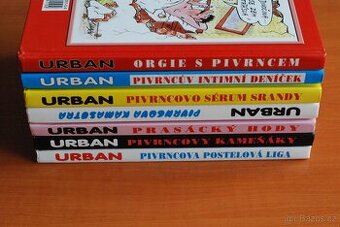 URBAN ORGIE S PIVRNCEM
URBAN PIVRNCŮV INTIMNÍ DENÍČEK
URBAN PIVRNCOVO SÉRUM SRANDY
URBAN PIVRNCOVA KAMASUTRA
URBAN PRASÁCKÝ HODY
URBAN PIVRNCOVY KAMEŇÁKY
URBAN PIVRNCOVA POSTELOVÁ LIGA